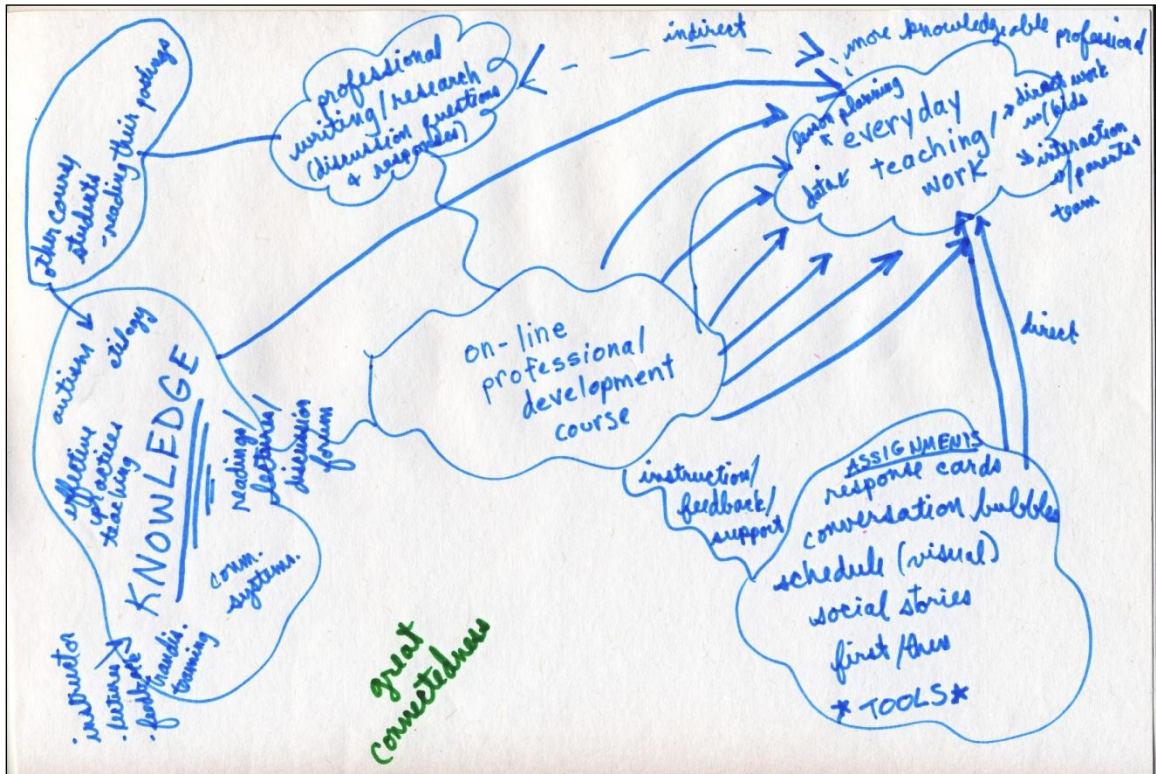 other course
students
-reading their postings
professional
writing/research
(discussion questions
+ responses)
indirect
more knowledgeable professional
lesson planning
data
everyday
teaching/
work
direct work
w/kids
interaction
w/parents +
team
direct
on-line
professional
development
course
autism
etiology
effective
practices
teaching
KNOWLEDGE
readings/
lectures/
discussion
forum
comm.
systems.
training
instructor
· lectures
· feedback
instruction/
feedback/
support
ASSIGNMENTS
response cards
conversation bubbles
schedule (visual)
social stories
first/then
*TOOLS*
great
connectedness